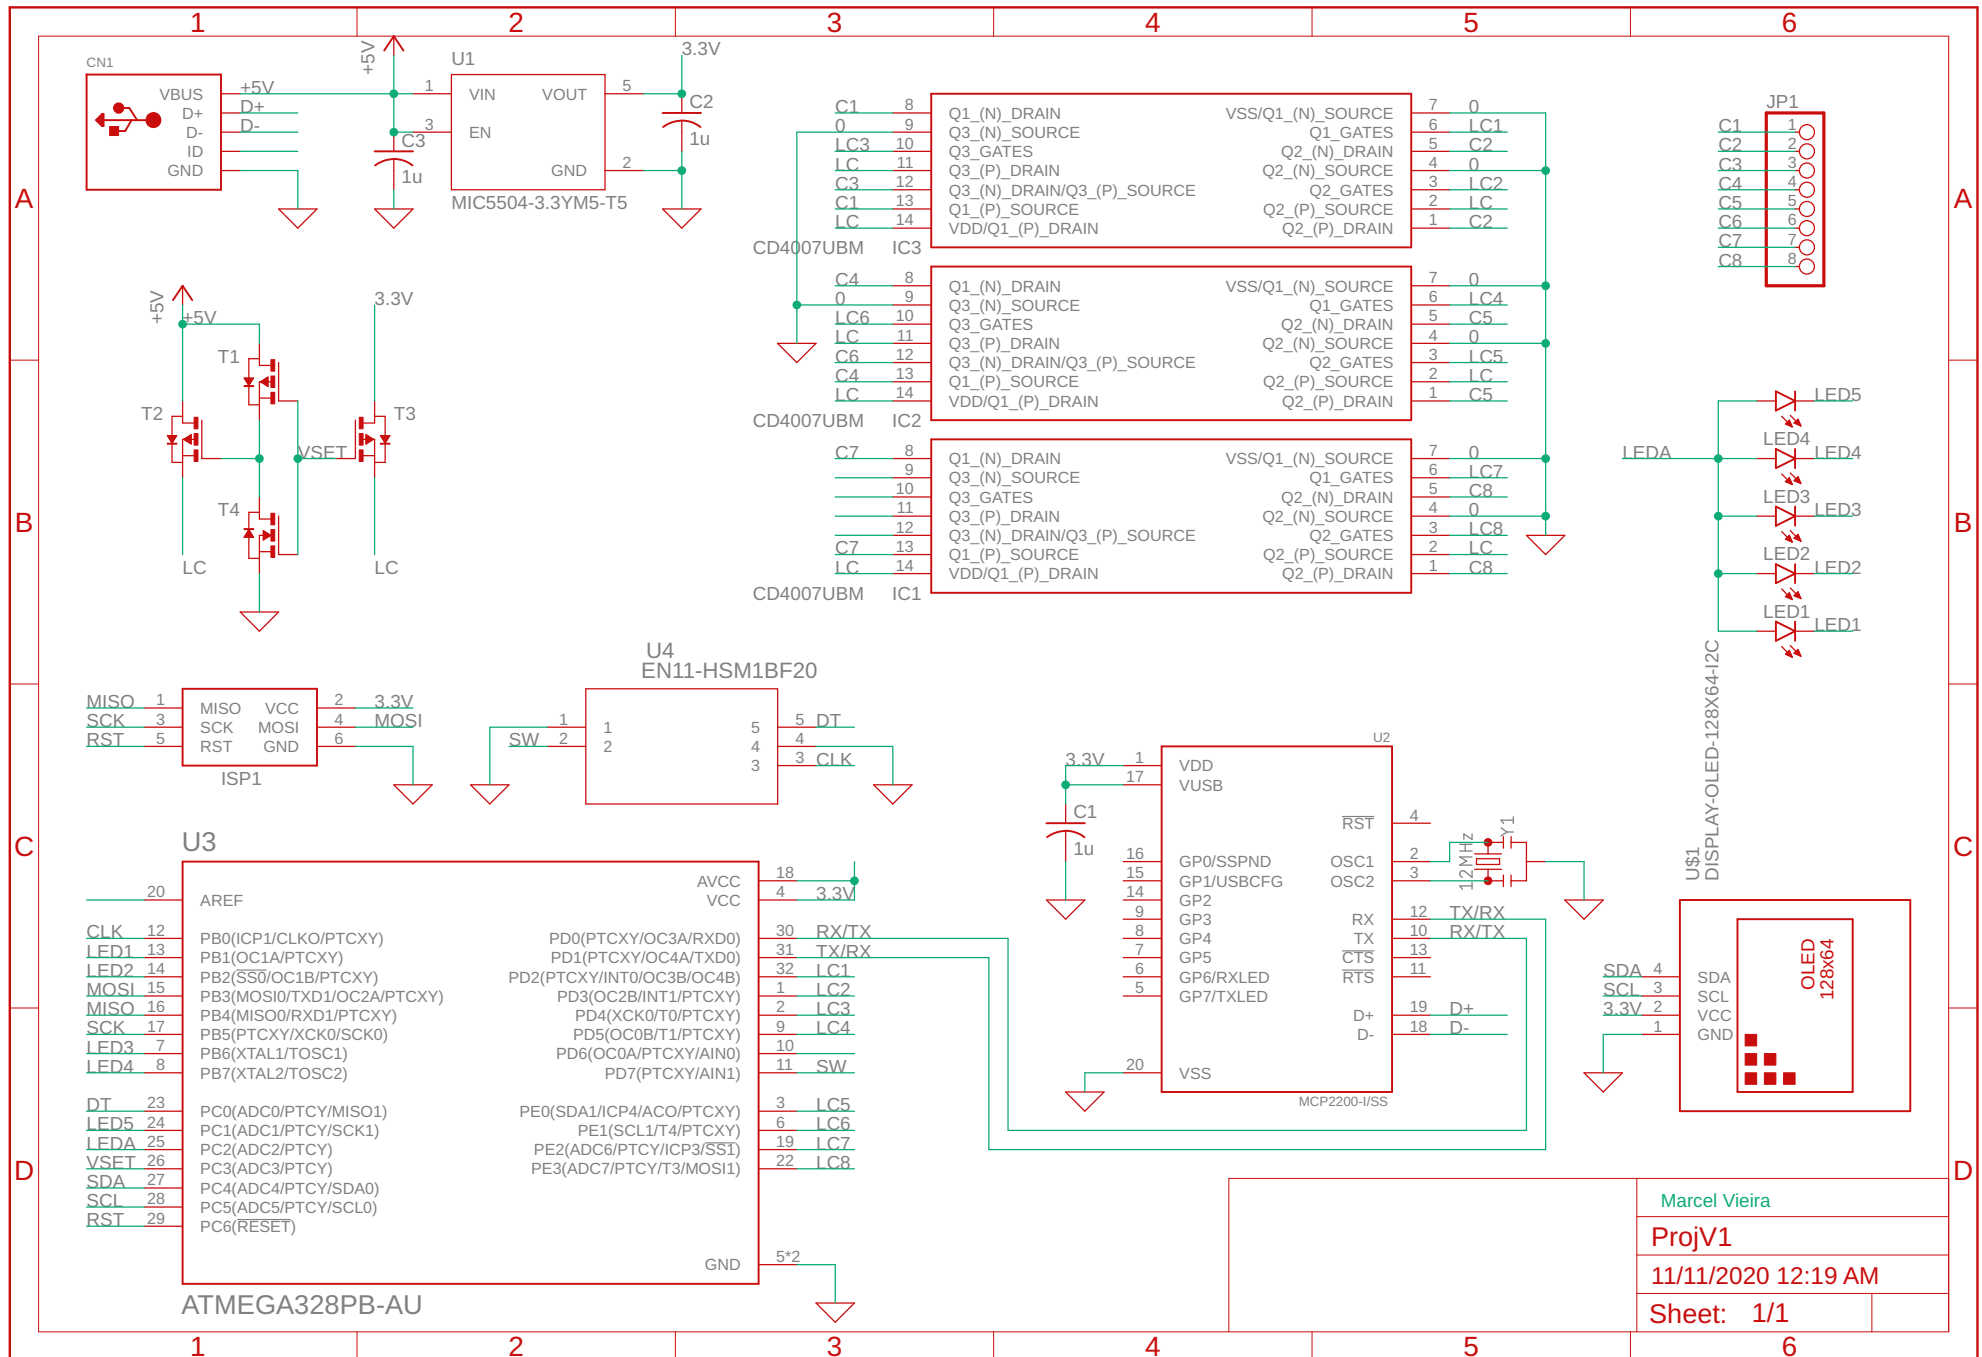 1 2 3 4 5 6
A
B
C
D
A
B
C
D
1 2 3 4 5 6
CN1
VBUS +5V
D+ D+
D- D-
ID
GND
+5V
U1
1 VIN VOUT 5
3 EN
GND 2
MIC5504-3.3YM5-T5
C3
1u
3.3V
C2
1u
C1 8 Q1_(N)_DRAIN VSS/Q1_(N)_SOURCE 7 0
0 9 Q3_(N)_SOURCE Q1_GATES 6 LC1
LC3 10 Q3_GATES Q2_(N)_DRAIN 5 C2
LC 11 Q3_(P)_DRAIN Q2_(N)_SOURCE 4 0
C3 12 Q3_(N)_DRAIN/Q3_(P)_SOURCE Q2_GATES 3 LC2
C1 13 Q1_(P)_SOURCE Q2_(P)_SOURCE 2 LC
LC 14 VDD/Q1_(P)_DRAIN Q2_(P)_DRAIN 1 C2
CD4007UBM IC3
C4 8 Q1_(N)_DRAIN VSS/Q1_(N)_SOURCE 7 0
0 9 Q3_(N)_SOURCE Q1_GATES 6 LC4
LC6 10 Q3_GATES Q2_(N)_DRAIN 5 C5
LC 11 Q3_(P)_DRAIN Q2_(N)_SOURCE 4 0
C6 12 Q3_(N)_DRAIN/Q3_(P)_SOURCE Q2_GATES 3 LC5
C4 13 Q1_(P)_SOURCE Q2_(P)_SOURCE 2 LC
LC 14 VDD/Q1_(P)_DRAIN Q2_(P)_DRAIN 1 C5
CD4007UBM IC2
C7 8 Q1_(N)_DRAIN VSS/Q1_(N)_SOURCE 7 0
9 Q3_(N)_SOURCE Q1_GATES 6 LC7
10 Q3_GATES Q2_(N)_DRAIN 5 C8
11 Q3_(P)_DRAIN Q2_(N)_SOURCE 4 0
12 Q3_(N)_DRAIN/Q3_(P)_SOURCE Q2_GATES 3 LC8
C7 13 Q1_(P)_SOURCE Q2_(P)_SOURCE 2 LC
LC 14 VDD/Q1_(P)_DRAIN Q2_(P)_DRAIN 1 C8
CD4007UBM IC1
JP1
C1 1
C2 2
C3 3
C4 4
C5 5
C6 6
C7 7
C8 8
+5V
+5V
3.3V
T1
T2
T3
VSET
T4
LC
LC
LED5
LED4
LEDA LED4
LED3
LED3
LED2
LED2
LED1
LED1
MISO 1 MISO VCC 2 3.3V
SCK 3 SCK MOSI 4 MOSI
RST 5 RST GND 6
ISP1
U4
EN11-HSM1BF20
1 1 5 5 DT
SW 2 2 4 4
3 3 CLK
U2
3.3V 1 VDD
17 VUSB
C1
1u
RST 4
16 GP0/SSPND OSC1 2
15 GP1/USBCFG OSC2 3
14 GP2
9 GP3 RX 12 TX/RX
8 GP4 TX 10 RX/TX
7 GP5 CTS 13
6 GP6/RXLED RTS 11
5 GP7/TXLED
D+ 19 D+
D- 18 D-
20 VSS
MCP2200-I/SS
12MHz
Y1
U$1
DISPLAY-OLED-128X64-I2C
OLED
128x64
SDA 4 SDA
SCL 3 SCL
3.3V 2 VCC
1 GND
U3
AVCC 18
20 AREF VCC 4 3.3V
CLK 12 PB0(ICP1/CLKO/PTCXY) PD0(PTCXY/OC3A/RXD0) 30 RX/TX
LED1 13 PB1(OC1A/PTCXY) PD1(PTCXY/OC4A/TXD0) 31 TX/RX
LED2 14 PB2(SS0/OC1B/PTCXY) PD2(PTCXY/INT0/OC3B/OC4B) 32 LC1
MOSI 15 PB3(MOSI0/TXD1/OC2A/PTCXY) PD3(OC2B/INT1/PTCXY) 1 LC2
MISO 16 PB4(MISO0/RXD1/PTCXY) PD4(XCK0/T0/PTCXY) 2 LC3
SCK 17 PB5(PTCXY/XCK0/SCK0) PD5(OC0B/T1/PTCXY) 9 LC4
LED3 7 PB6(XTAL1/TOSC1) PD6(OC0A/PTCXY/AIN0) 10
LED4 8 PB7(XTAL2/TOSC2) PD7(PTCXY/AIN1) 11 SW
DT 23 PC0(ADC0/PTCY/MISO1) PE0(SDA1/ICP4/ACO/PTCXY) 3 LC5
LED5 24 PC1(ADC1/PTCY/SCK1) PE1(SCL1/T4/PTCXY) 6 LC6
LEDA 25 PC2(ADC2/PTCY) PE2(ADC6/PTCY/ICP3/SS1) 19 LC7
VSET 26 PC3(ADC3/PTCY) PE3(ADC7/PTCY/T3/MOSI1) 22 LC8
SDA 27 PC4(ADC4/PTCY/SDA0)
SCL 28 PC5(ADC5/PTCY/SCL0)
RST 29 PC6(RESET)
GND 5*2
ATMEGA328PB-AU
Marcel Vieira
ProjV1
11/11/2020 12:19 AM
Sheet: 1/1